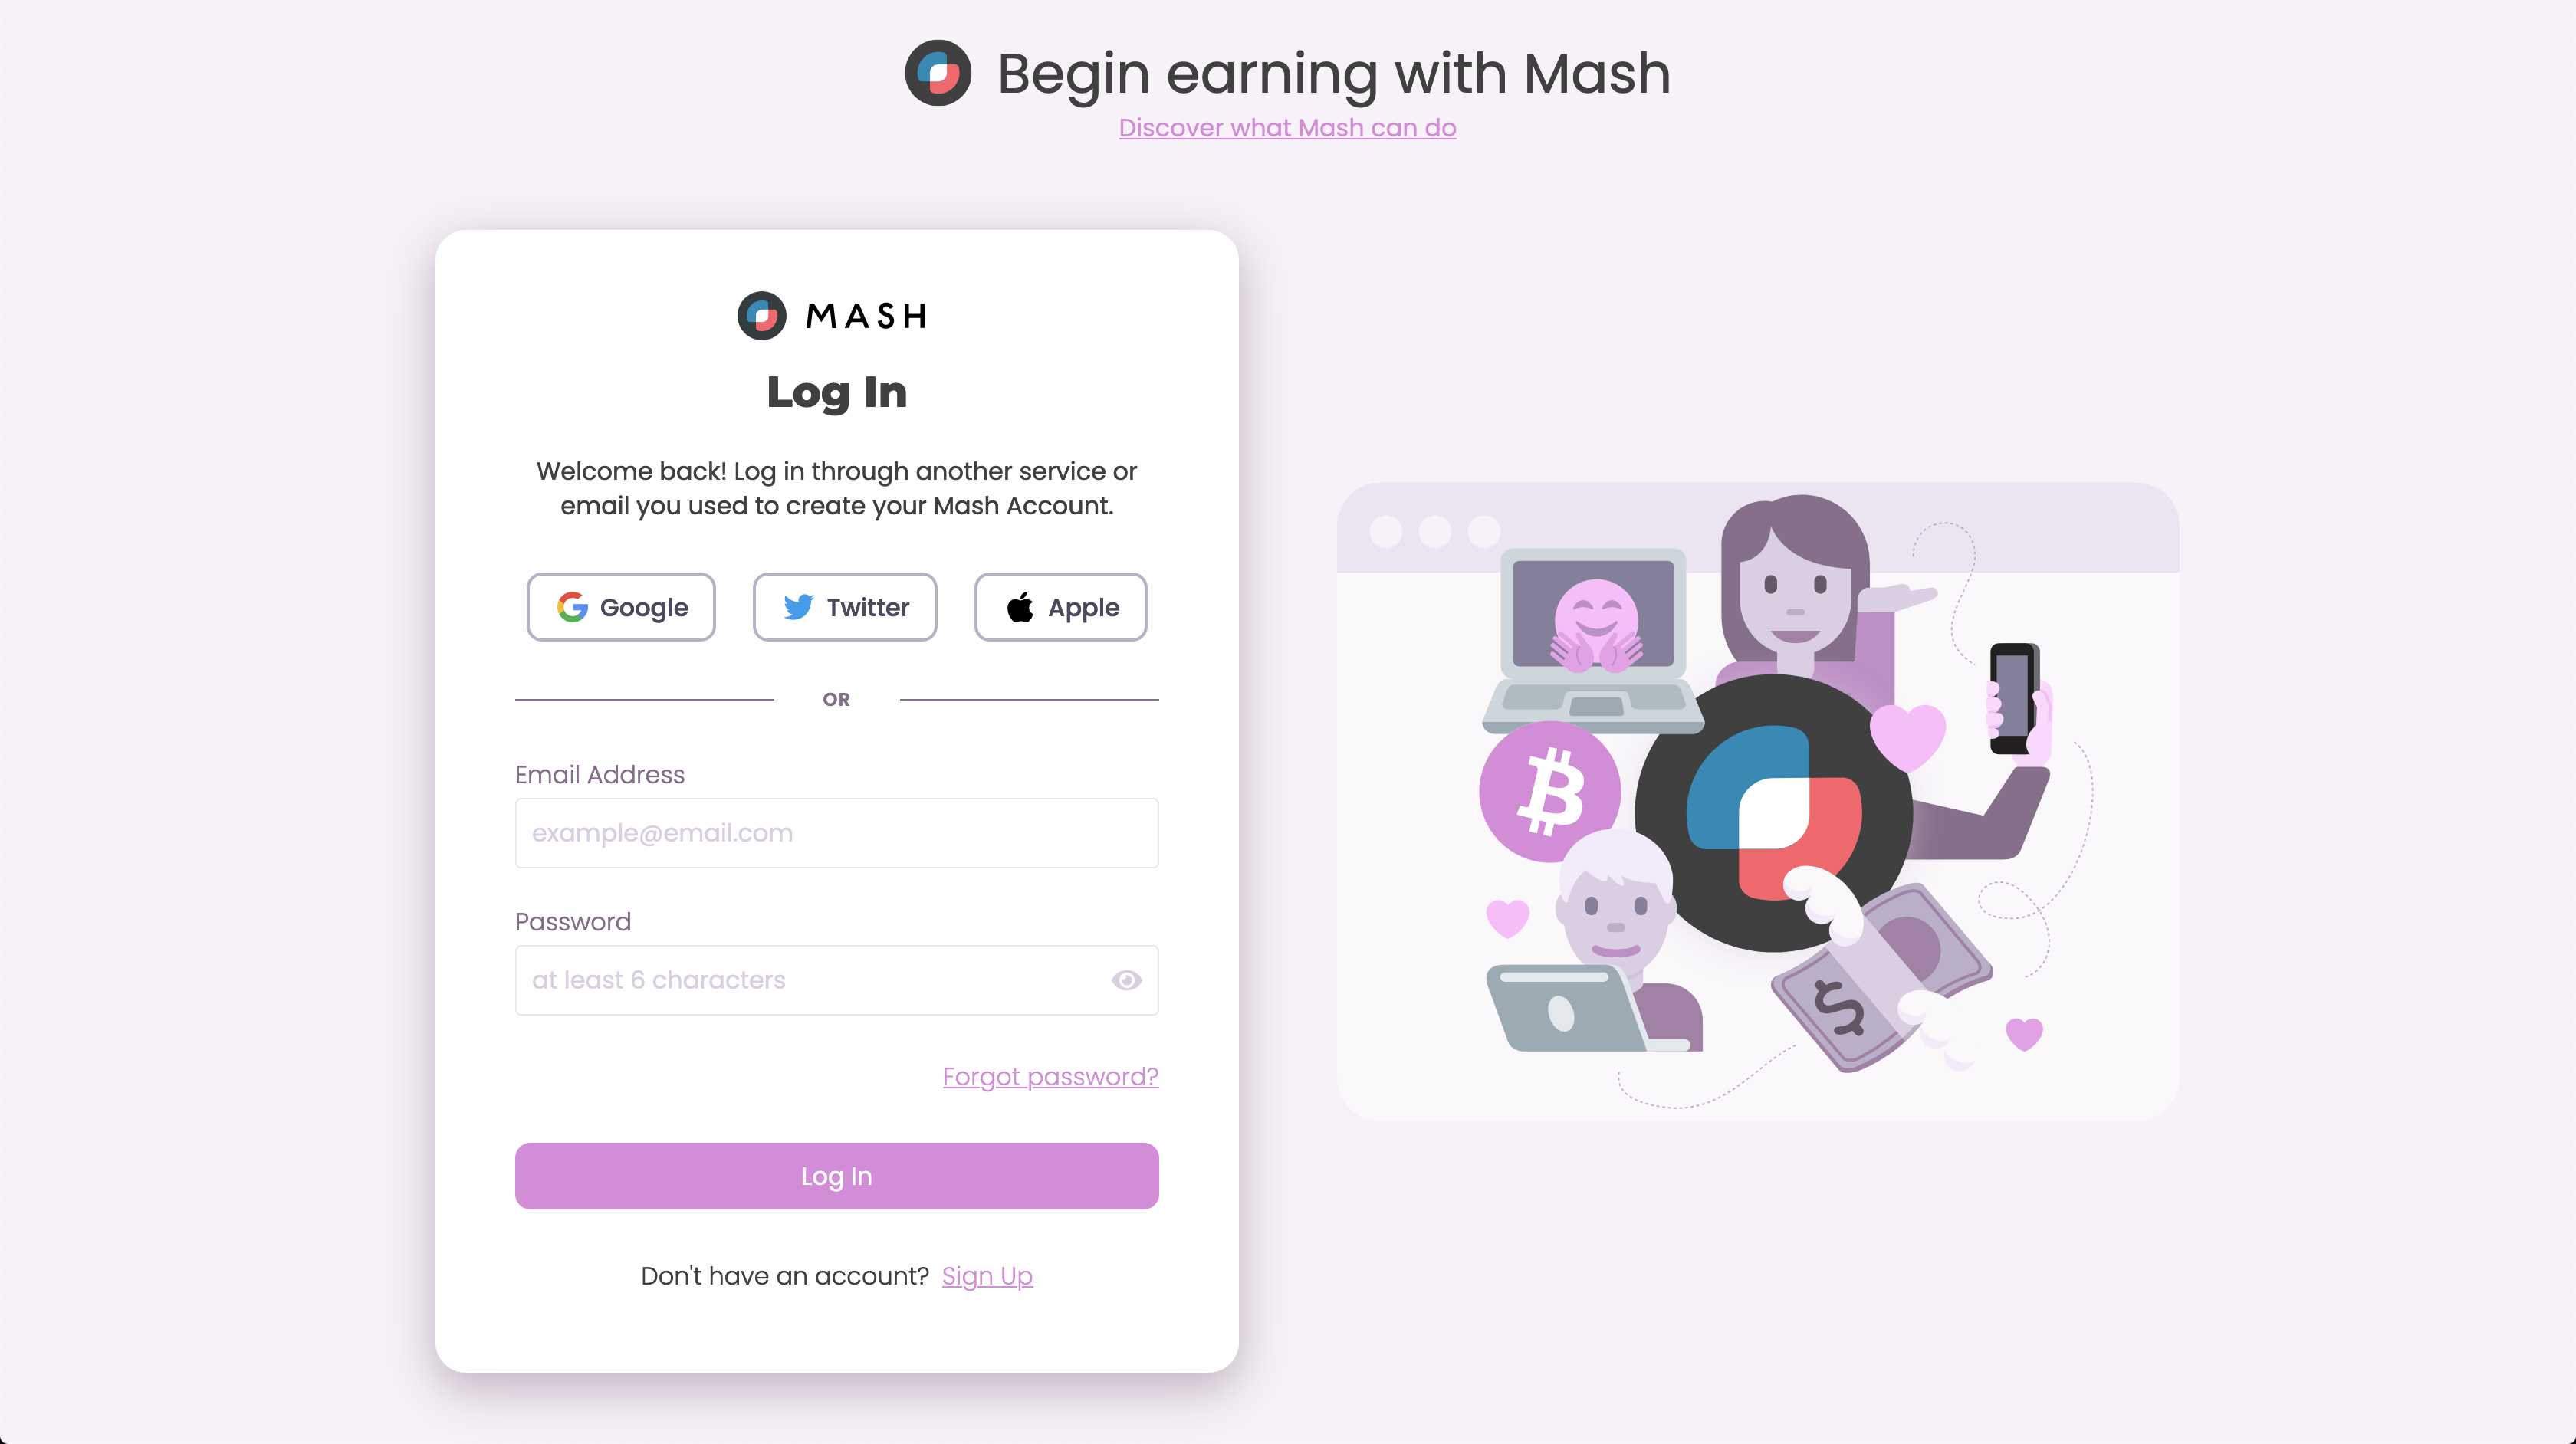 Begin earning with Mash
Discover what Mash can do
MASH
Log In
Welcome back! Log in through another service or
email you used to create your Mash Account.
Google
Twitter
Apple
OR
Email Address
example@email.com
Password
at least 6 characters
Forgot password?
Log In
Don't have an account? Sign Up